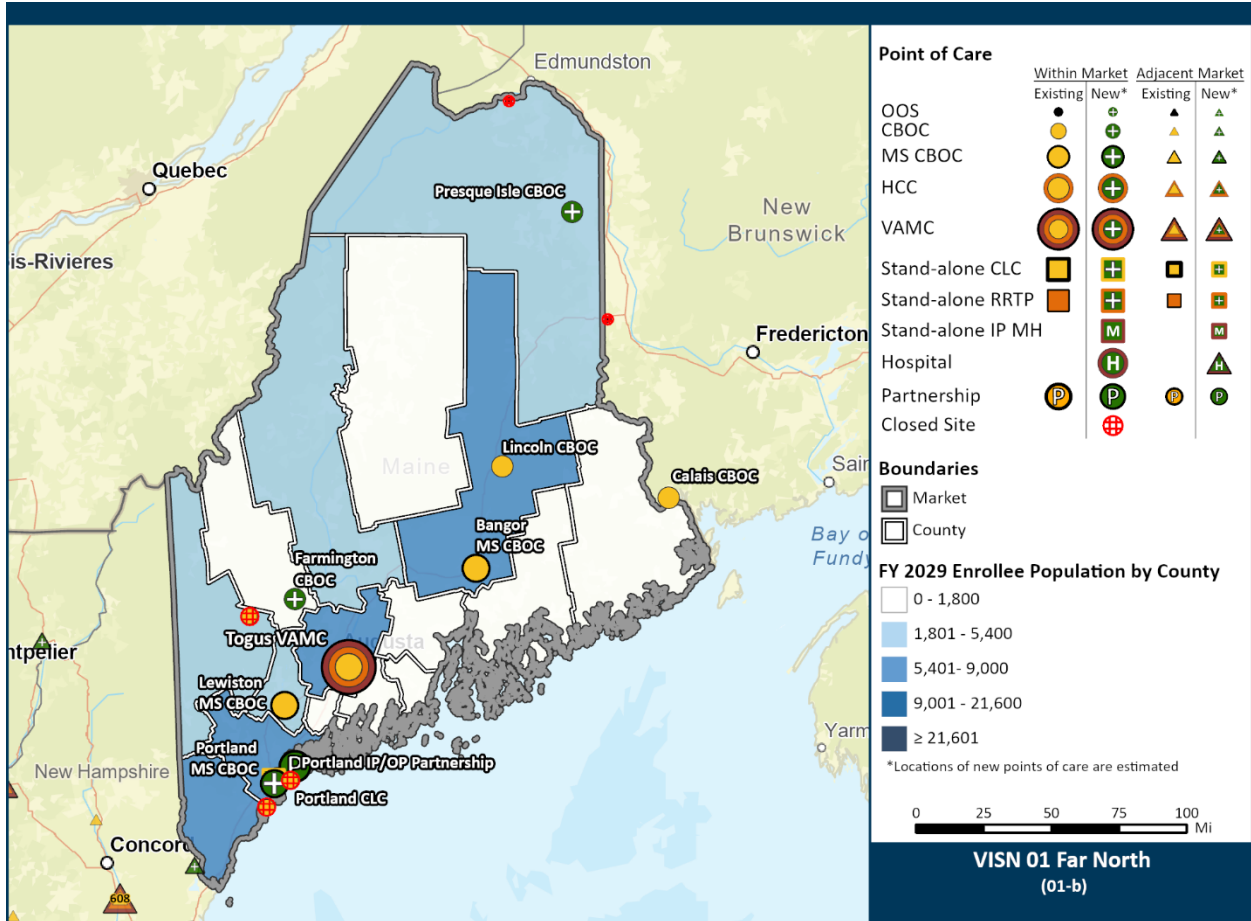 Edmundston
Quebec
Presque Isle CBOC
New
Brunswick
is-Rivieres
Fredericton
Maine
Lincoln CBOC
Calais CBOC
Bangor
MS CBOC
Bay o
Fundy
Farmington
CBOC
Togus VAMC
Augusta
ntpelier
Lewiston
MS CBOC
Portland
MS CBOC
P
Portland IP/OP Partnership
Yarm
New Hampshire
Portland CLC
Concord
608
Point of Care
Within Market
Adjacent Market
Existing
New*
Existing
New*
OOS
CBOC
MS CBOC
HCC
VAMC
Stand-alone CLC
Stand-alone RRTP
Stand-alone IP MH
M
M
Hospital
H
H
Partnership
P
P
P
P
Closed Site
Sain
Boundaries
Market
County
FY 2029 Enrollee Population by County
0 - 1,800
1,801 - 5,400
5,401- 9,000
9,001 - 21,600
≥ 21,601
*Locations of new points of care are estimated
0 25 50 75 100
Mi
VISN 01 Far North
(01-b)